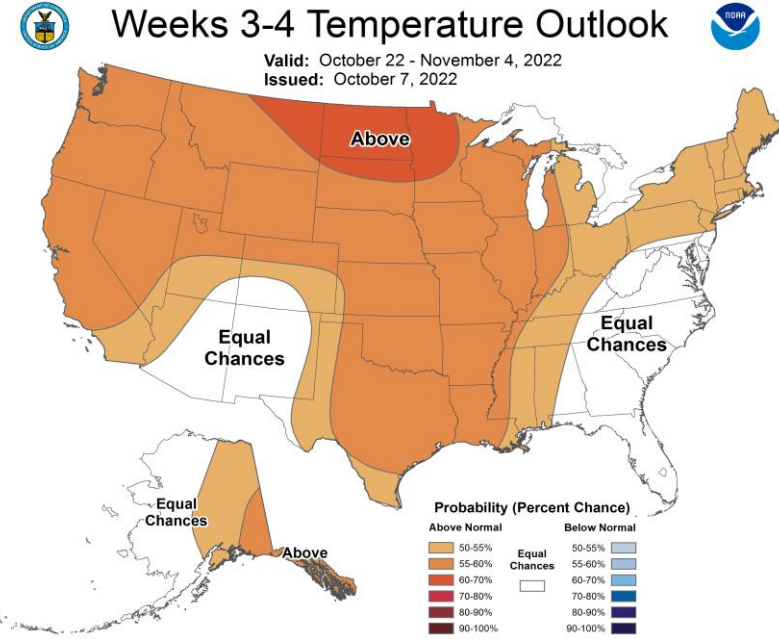 Weeks 3-4 Temperature Outlook
NOAA
Valid: October 22 - November 4, 2022
Issued: October 7, 2022
Above
Equal
Chances
Equal
Chances
Equal
Chances
Above
Probability (Percent Chance)
Above Normal
Below Normal
50-55%
55-60%
60-70%
70-80%
80-90%
90-100%
Equal
Chances
50-55%
55-60%
60-70%
70-80%
80-90%
90-100%